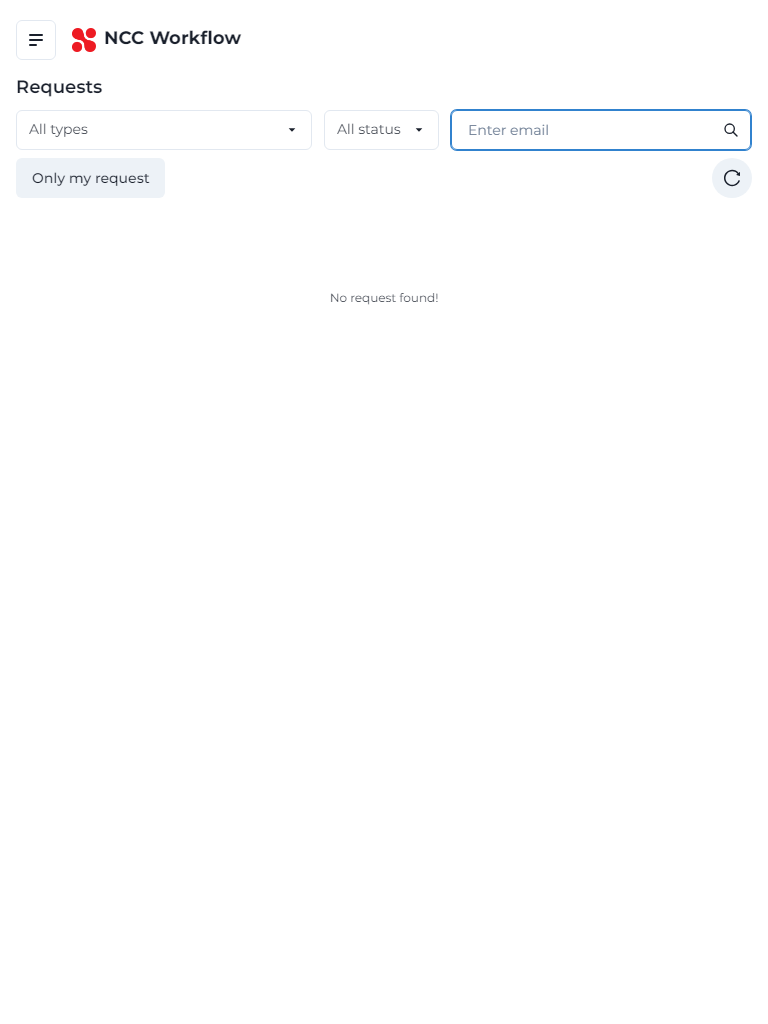 NCC Workflow
Requests
All types
All status
Enter email
Only my request
No request found!